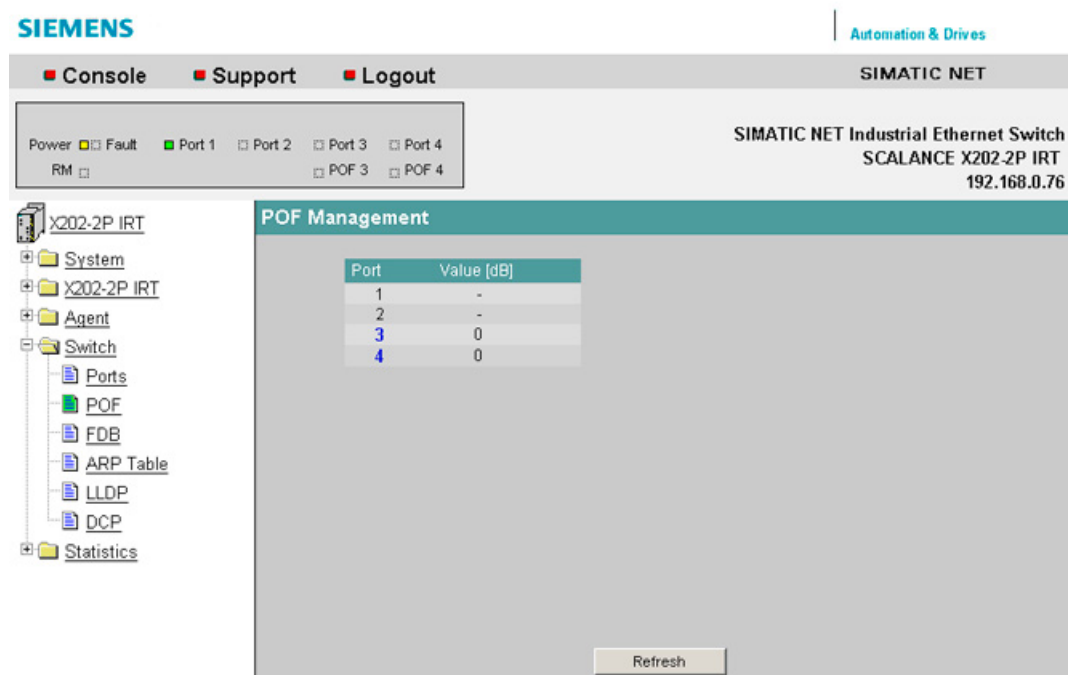 SIEMENS
Automation & Drives
Console Support Logout
SIMATIC NET
Power Fault Port 1 Port 2 Port 3 Port 4
RM POF 3 POF 4
SIMATIC NET Industrial Ethernet Switch
SCALANCE X202-2P IRT
192.168.0.76
X202-2P IRT
System
X202-2P IRT
Agent
Switch
Ports
POF
FDB
ARP Table
LLDP
DCP
Statistics
POF Management
Port Value [dB]
1 -
2 -
3 0
4 0
Refresh